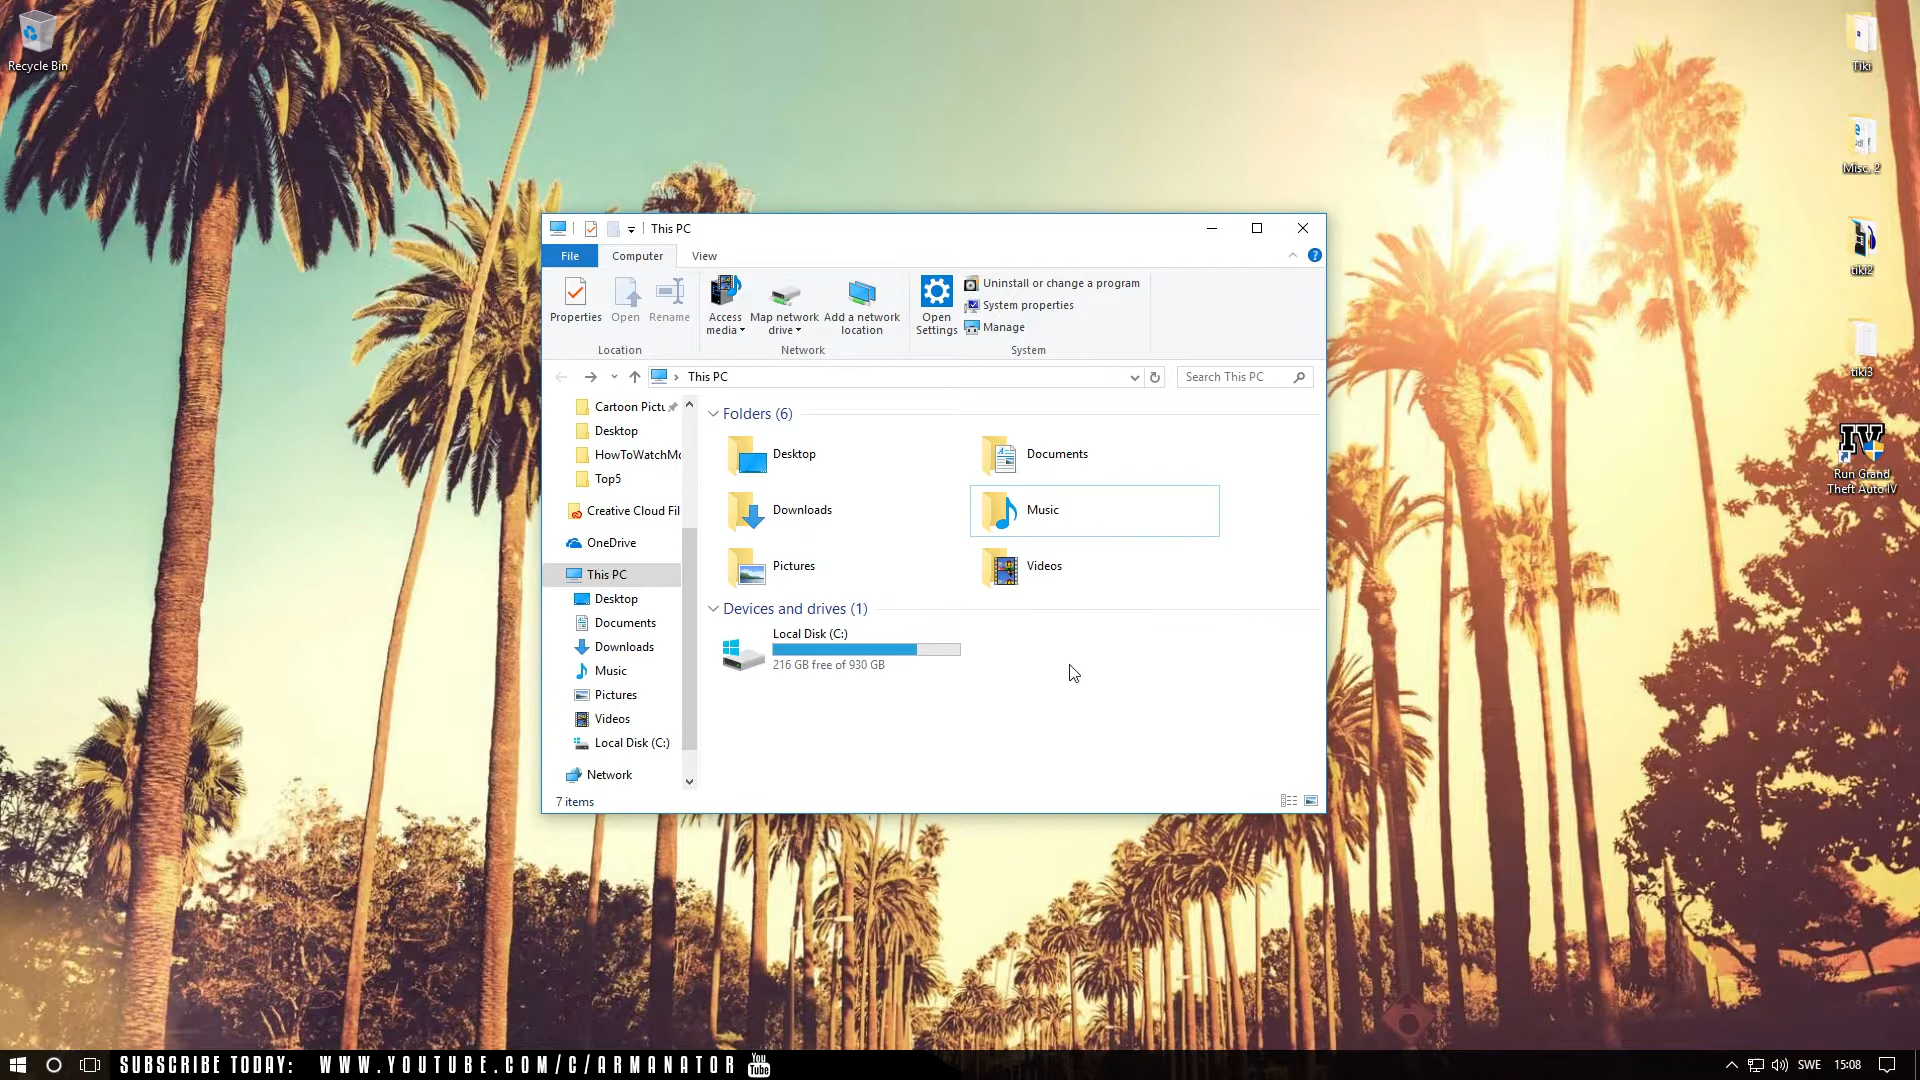 Recycle Bin
Tiki
Misc. 2
tiki2
tiki3
IV
Run Grand
Theft Auto IV
This PC
File
Computer
View
Properties
Open
Rename
Location
Access
media
Map network
drive
Add a network
location
Network
Open
Settings
Uninstall or change a program
System properties
Manage
System
This PC
Search This PC
Cartoon Pictu
Desktop
HowToWatchMo
Top5
Creative Cloud Fil
OneDrive
This PC
Desktop
Documents
Downloads
Music
Pictures
Videos
Local Disk (C:)
Network
Folders (6)
Desktop
Documents
Downloads
Music
Pictures
Videos
Devices and drives (1)
Local Disk (C:)
216 GB free of 930 GB
7 items
SUBSCRIBE TODAY: WWW.YOUTUBE.COM/C/ARMANATOR
You
Tube
SWE
15:08